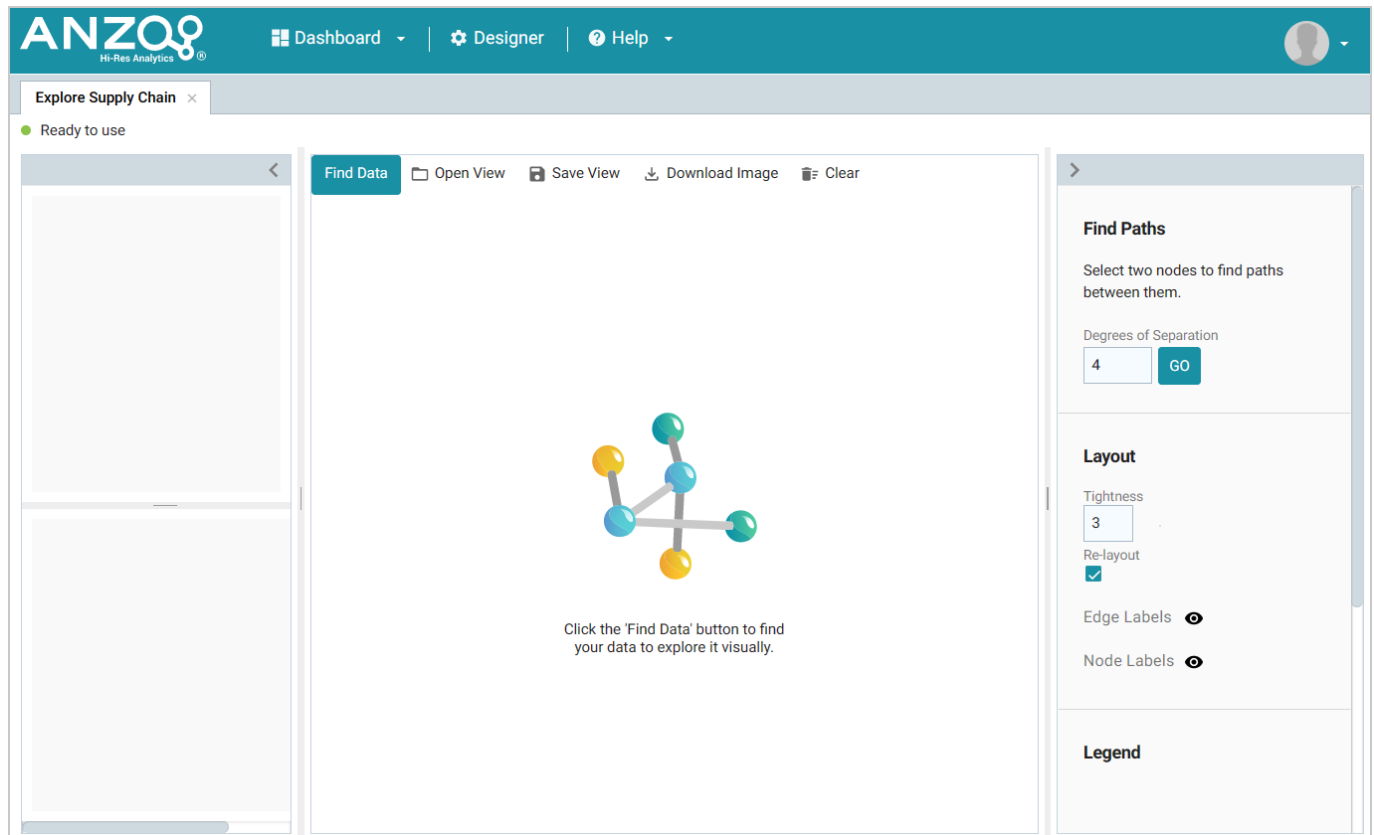 ANZO
Hi-Res Analytics ®
Dashboard
Designer
Help
Explore Supply Chain ×
Ready to use
Find Data
Open View
Save View
Download Image
Clear
Click the 'Find Data' button to find
your data to explore it visually.
Find Paths
Select two nodes to find paths
between them.
Degrees of Separation
4 GO
Layout
Tightness
3
Re-layout
Edge Labels
Node Labels
Legend